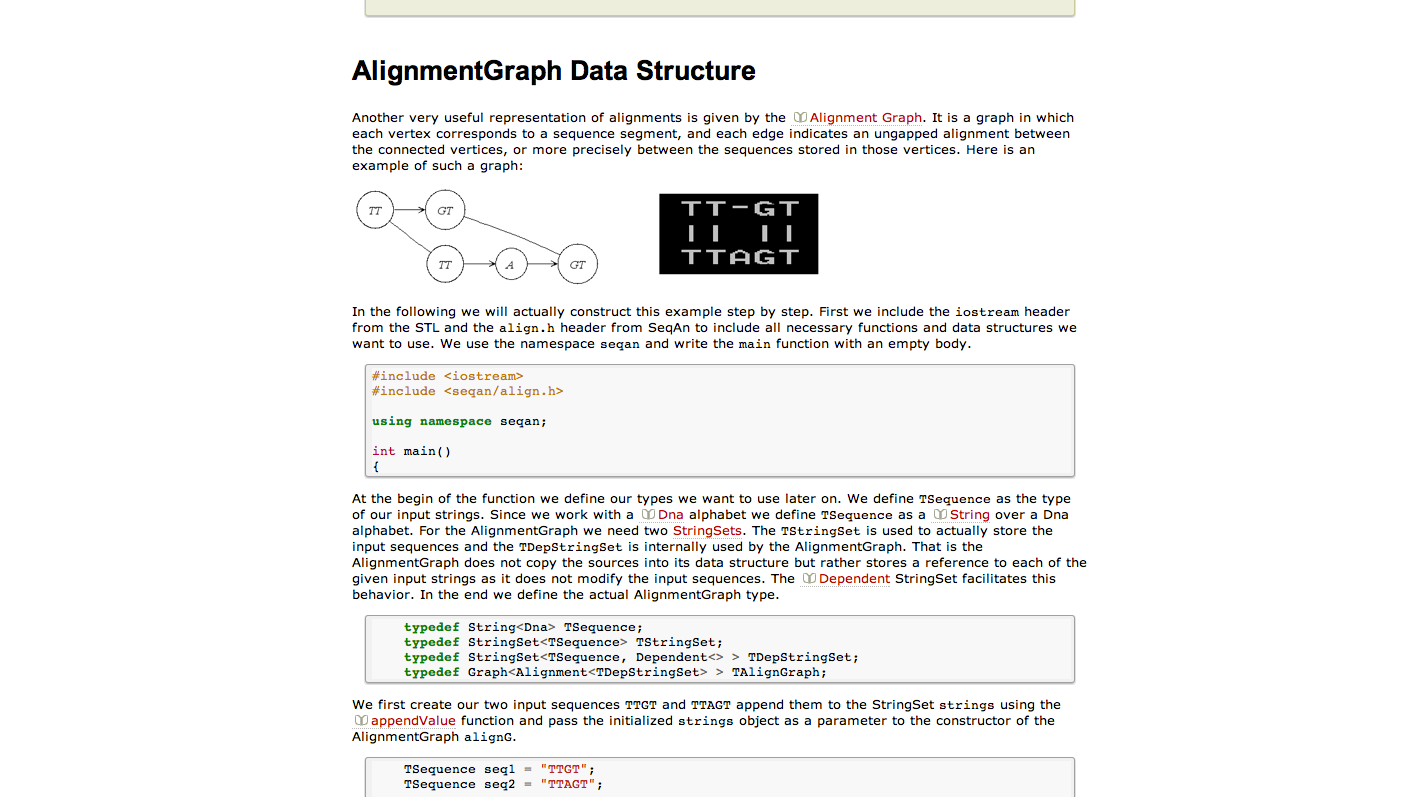 AlignmentGraph Data Structure
Another very useful representation of alignments is given by the Alignment Graph. It is a graph in which
each vertex corresponds to a sequence segment, and each edge indicates an ungapped alignment between
the connected vertices, or more precisely between the sequences stored in those vertices. Here is an
example of such a graph:
TT GT
TT A GT
TT-GT
|| ||
TTAGT
In the following we will actually construct this example step by step. First we include the iostream header
from the STL and the align.h header from SeqAn to include all necessary functions and data structures we
want to use. We use the namespace seqan and write the main function with an empty body.
#include <iostream>
#include <seqan/align.h>
using namespace seqan;
int main()
{
At the begin of the function we define our types we want to use later on. We define TSequence as the type
of our input strings. Since we work with a Dna alphabet we define TSequence as a String over a Dna
alphabet. For the AlignmentGraph we need two StringSets. The TStringSet is used to actually store the
input sequences and the TDepStringSet is internally used by the AlignmentGraph. That is the
AlignmentGraph does not copy the sources into its data structure but rather stores a reference to each of the
given input strings as it does not modify the input sequences. The Dependent StringSet facilitates this
behavior. In the end we define the actual AlignmentGraph type.
typedef String<Dna> TSequence;
typedef StringSet<TSequence> TStringSet;
typedef StringSet<TSequence, Dependent<> > TDepStringSet;
typedef Graph<Alignment<TDepStringSet> > TAlignGraph;
We first create our two input sequences TTGT and TTAGT append them to the StringSet strings using the
appendValue function and pass the initialized strings object as a parameter to the constructor of the
AlignmentGraph alignG.
TSequence seq1 = "TTGT";
TSequence seq2 = "TTAGT";